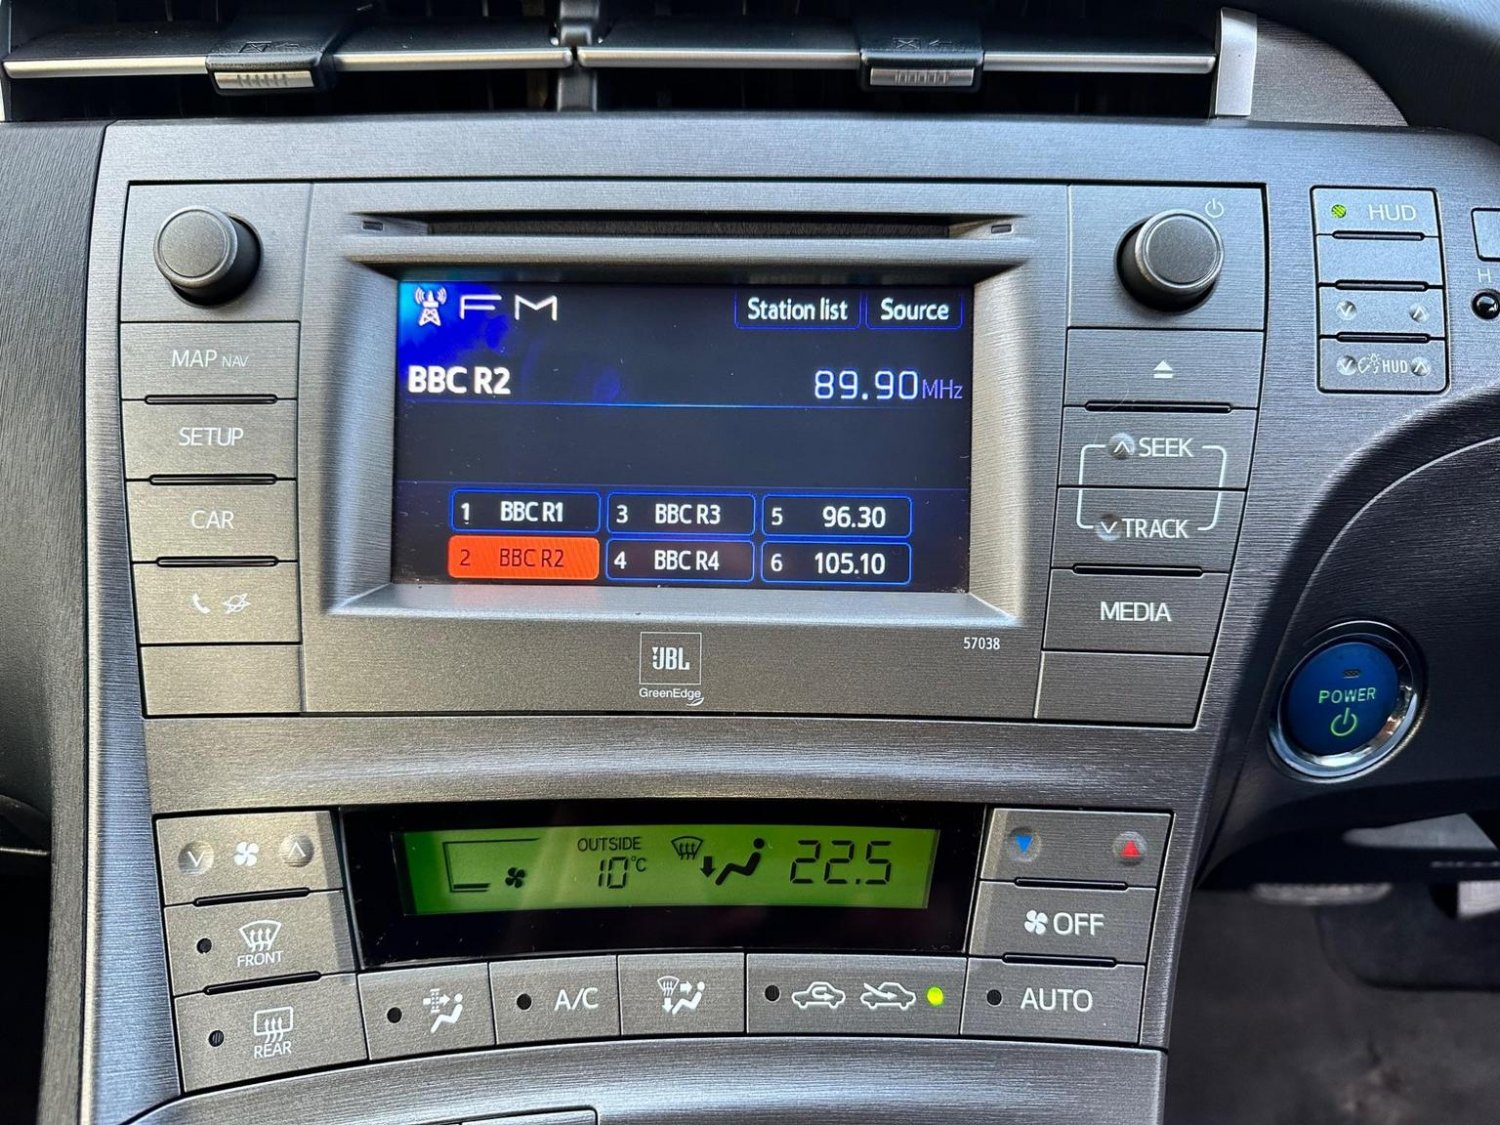 HUD
FM
Station list
Source
BBC R2
89.90MHz
MAP NAV
SETUP
CAR
SEEK
TRACK
MEDIA
1 BBC R1
3 BBC R3
5 96.30
2 BBC R2
4 BBC R4
6 105.10
HUD
57038
JBL
GreenEdge
POWER
OUTSIDE
10°C
22.5
OFF
FRONT
REAR
A/C
AUTO